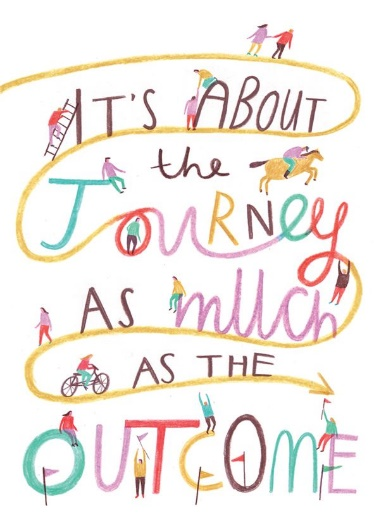 IT'S ABOUT
the
JOURNEY
AS much
AS THE
OUTCOME